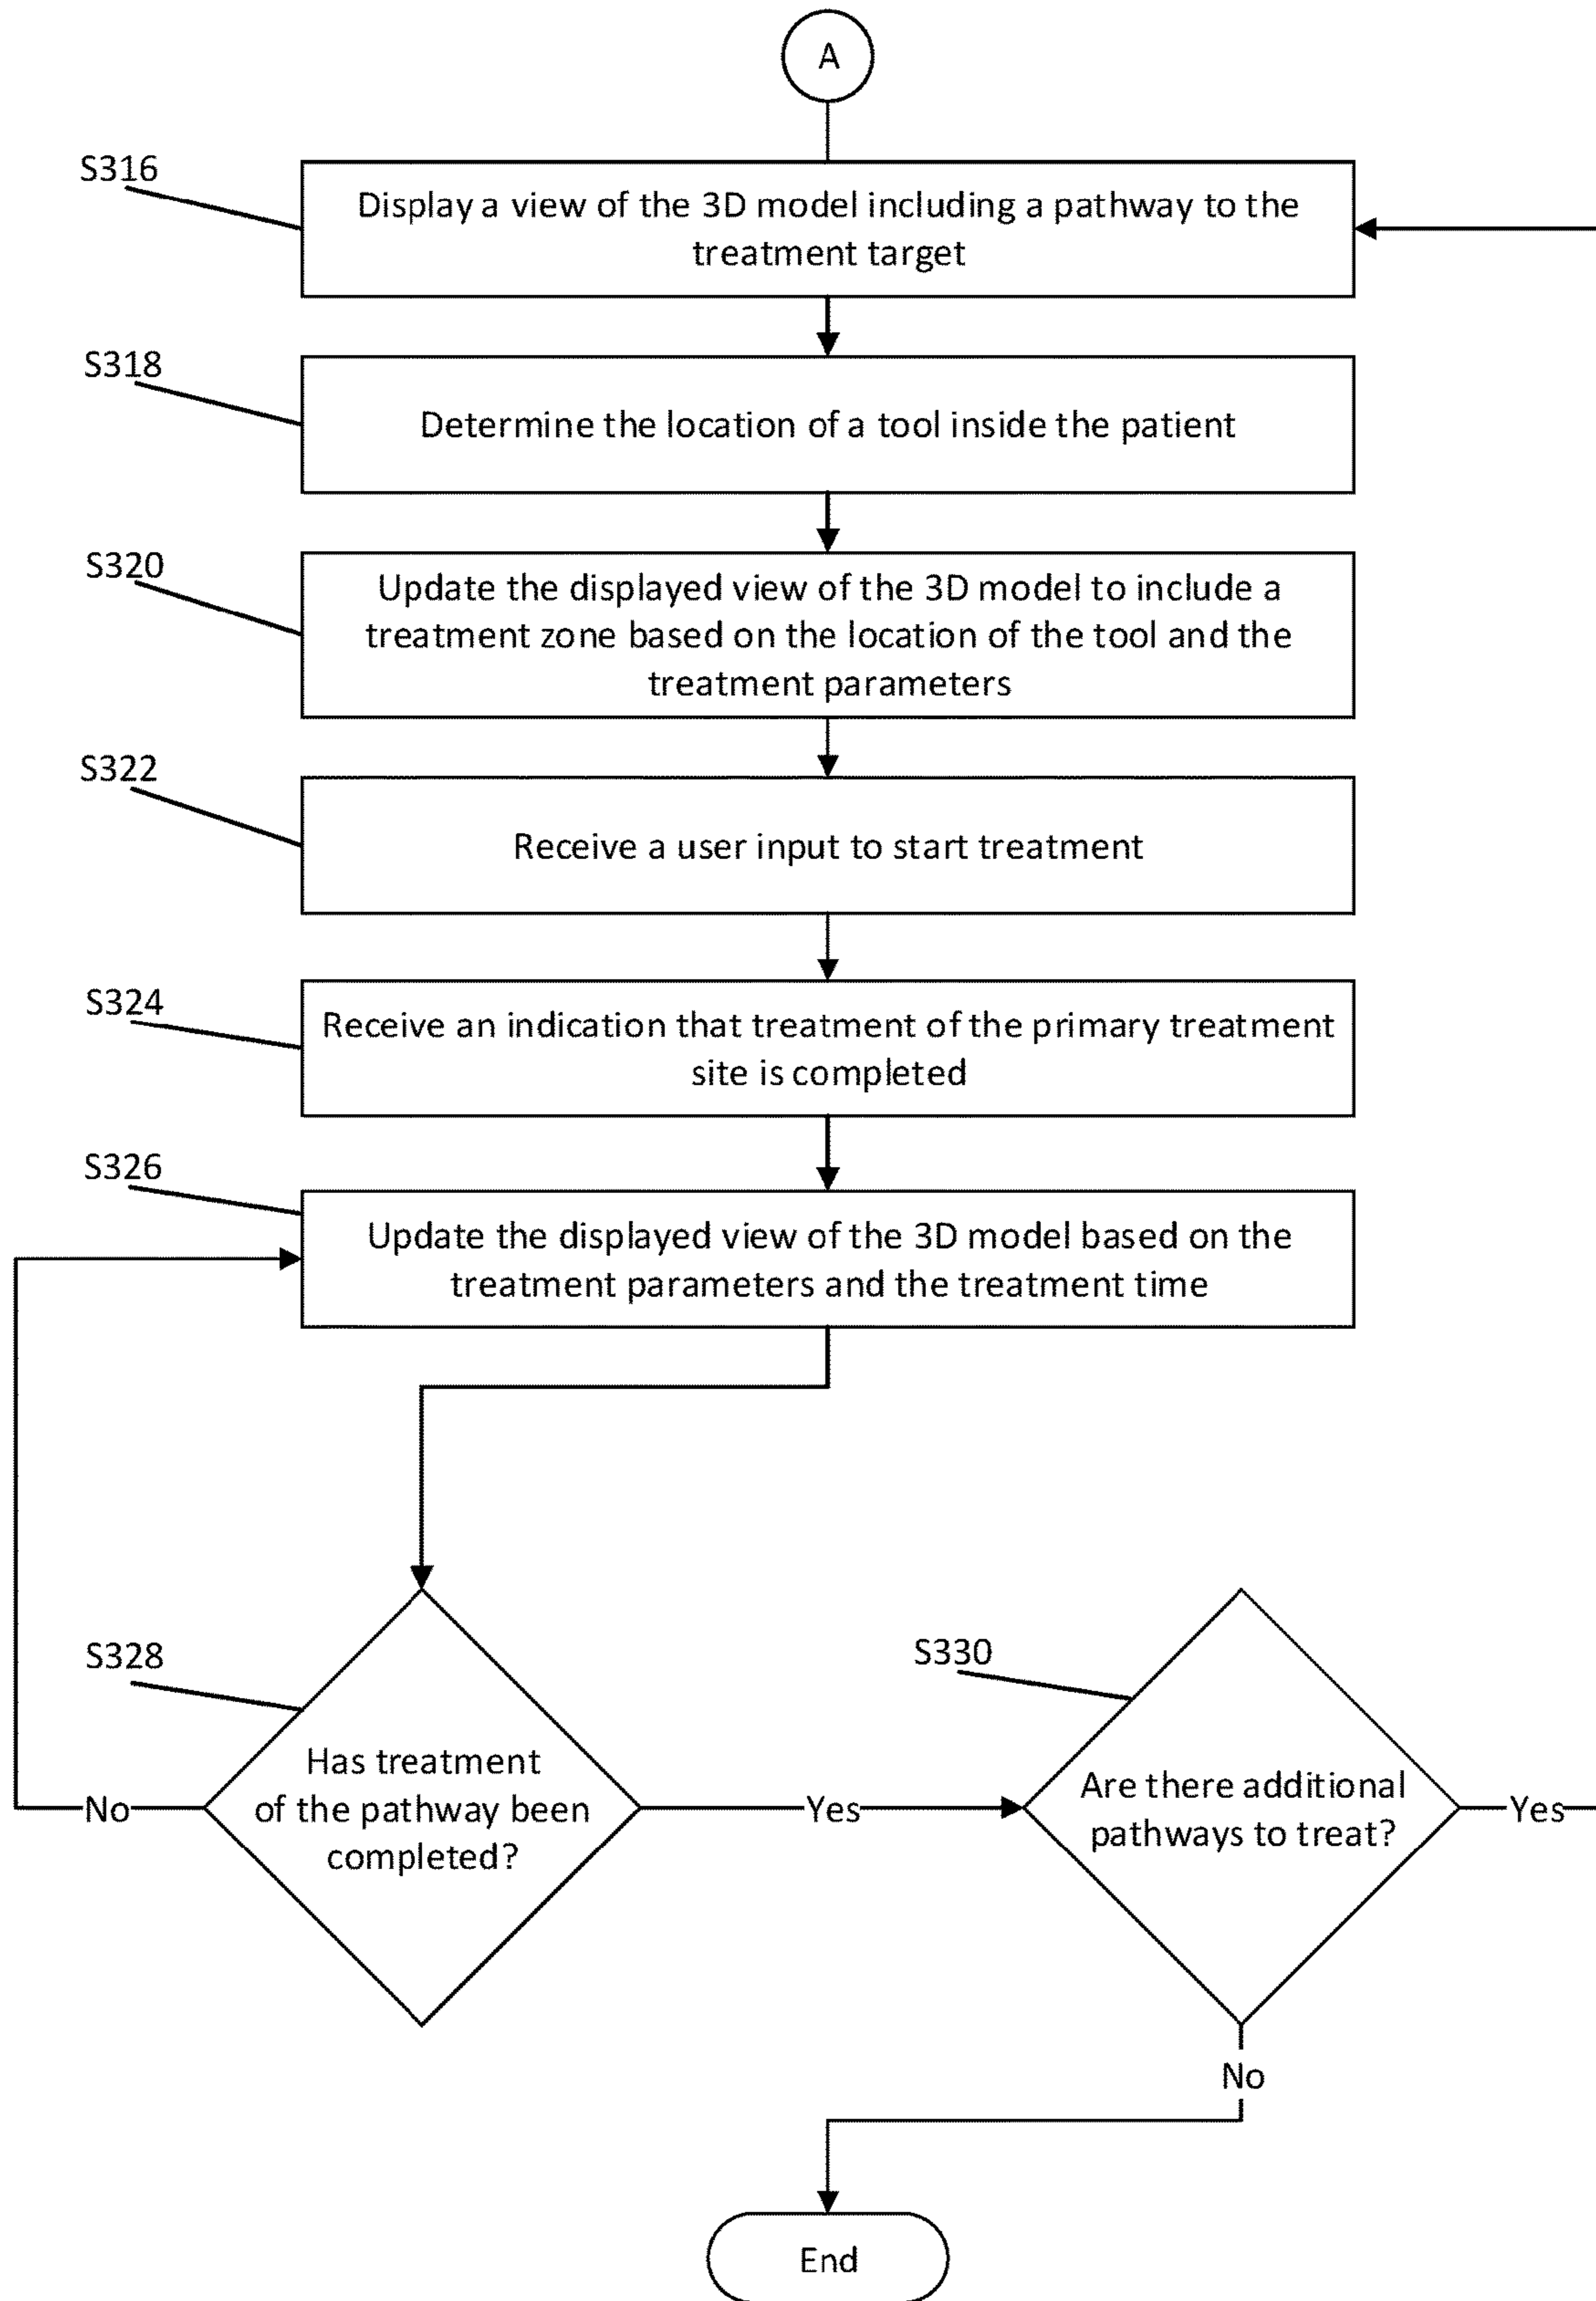 A
S316
Display a view of the 3D model including a pathway to the
treatment target
S318
Determine the location of a tool inside the patient
S320
Update the displayed view of the 3D model to include a
treatment zone based on the location of the tool and the
treatment parameters
S322
Receive a user input to start treatment
S324
Receive an indication that treatment of the primary treatment
site is completed
S326
Update the displayed view of the 3D model based on the
treatment parameters and the treatment time
S328
Has treatment
of the pathway been
completed?
No
Yes
S330
Are there additional
pathways to treat?
Yes
No
End